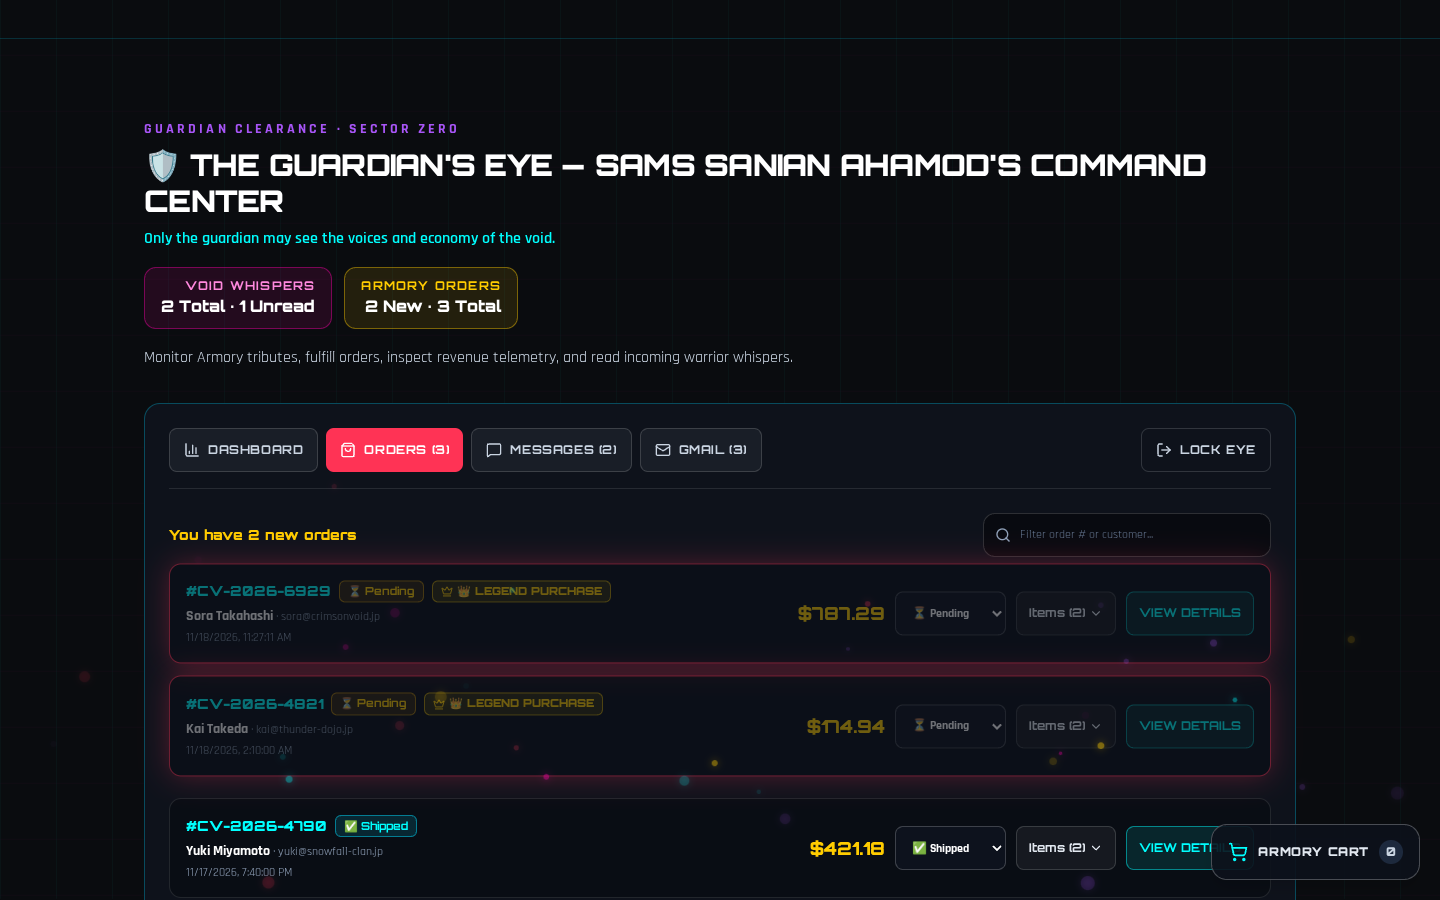 GUARDIAN CLEARANCE · SECTOR ZERO
🛡️ THE GUARDIAN'S EYE — SAMS SANIAN AHAMOD'S COMMAND
CENTER
Only the guardian may see the voices and economy of the void.
VOID WHISPERS
2 Total · 1 Unread
ARMORY ORDERS
2 New · 3 Total
Monitor Armory tributes, fulfill orders, inspect revenue telemetry, and read incoming warrior whispers.
DASHBOARD
ORDERS (3)
MESSAGES (2)
GMAIL (3)
LOCK EYE
You have 2 new orders
Filter order # or customer...
#CV-2026-6929 ⏳ Pending 👑 LEGEND PURCHASE
Sora Takahashi · sora@crimsonvoid.jp
11/18/2026, 11:27:11 AM
$787.29 ⏳ Pending Items (2) VIEW DETAILS
#CV-2026-4821 ⏳ Pending 👑 LEGEND PURCHASE
Kai Takeda · kai@thunder-dojo.jp
11/18/2026, 2:10:00 AM
$174.94 ⏳ Pending Items (2) VIEW DETAILS
#CV-2026-4790 ✅ Shipped
Yuki Miyamoto · yuki@snowfall-clan.jp
11/17/2026, 7:40:00 PM
$421.18 ✅ Shipped Items (2) VIEW DETAILS
ARMORY CART 0